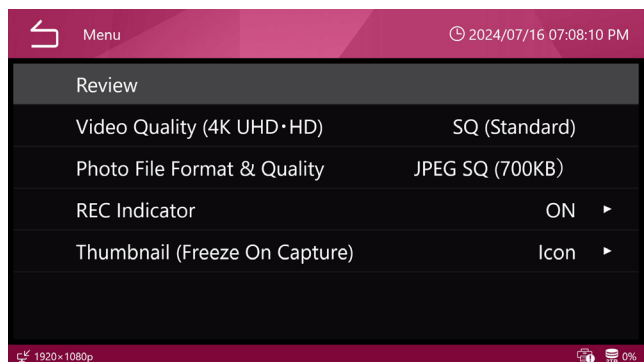 Menu
2024/07/16 07:08:10 PM
Review
Video Quality (4K UHD･HD) SQ (Standard)
Photo File Format & Quality JPEG SQ (700KB）
REC Indicator ON ►
Thumbnail (Freeze On Capture) Icon ►
1920×1080p
2TB 0%